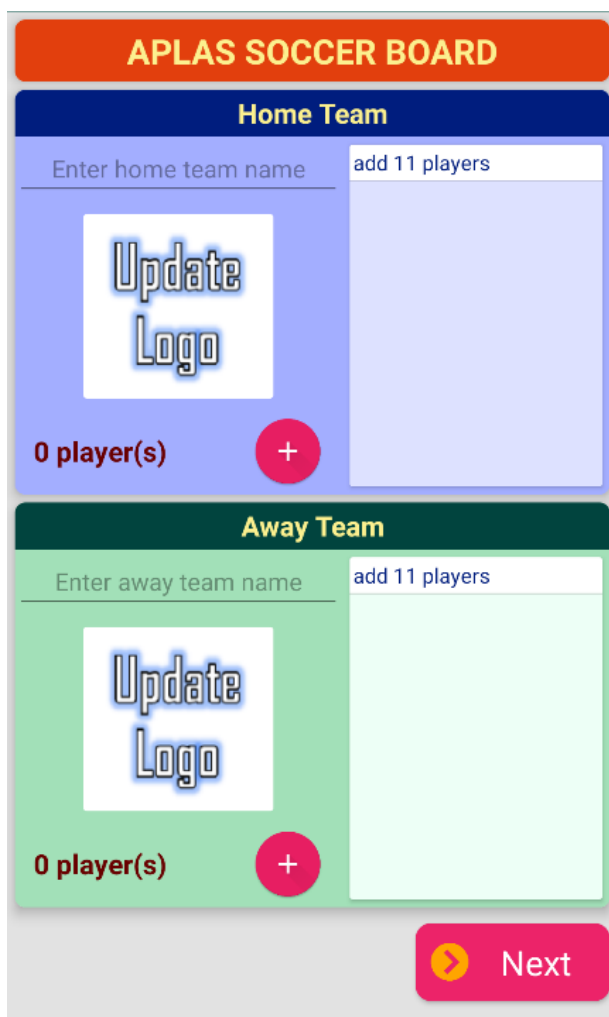 APLAS SOCCER BOARD
Home Team
Enter home team name
add 11 players
Update
Logo
0 player(s)
+
Away Team
Enter away team name
add 11 players
Update
Logo
0 player(s)
+
Next